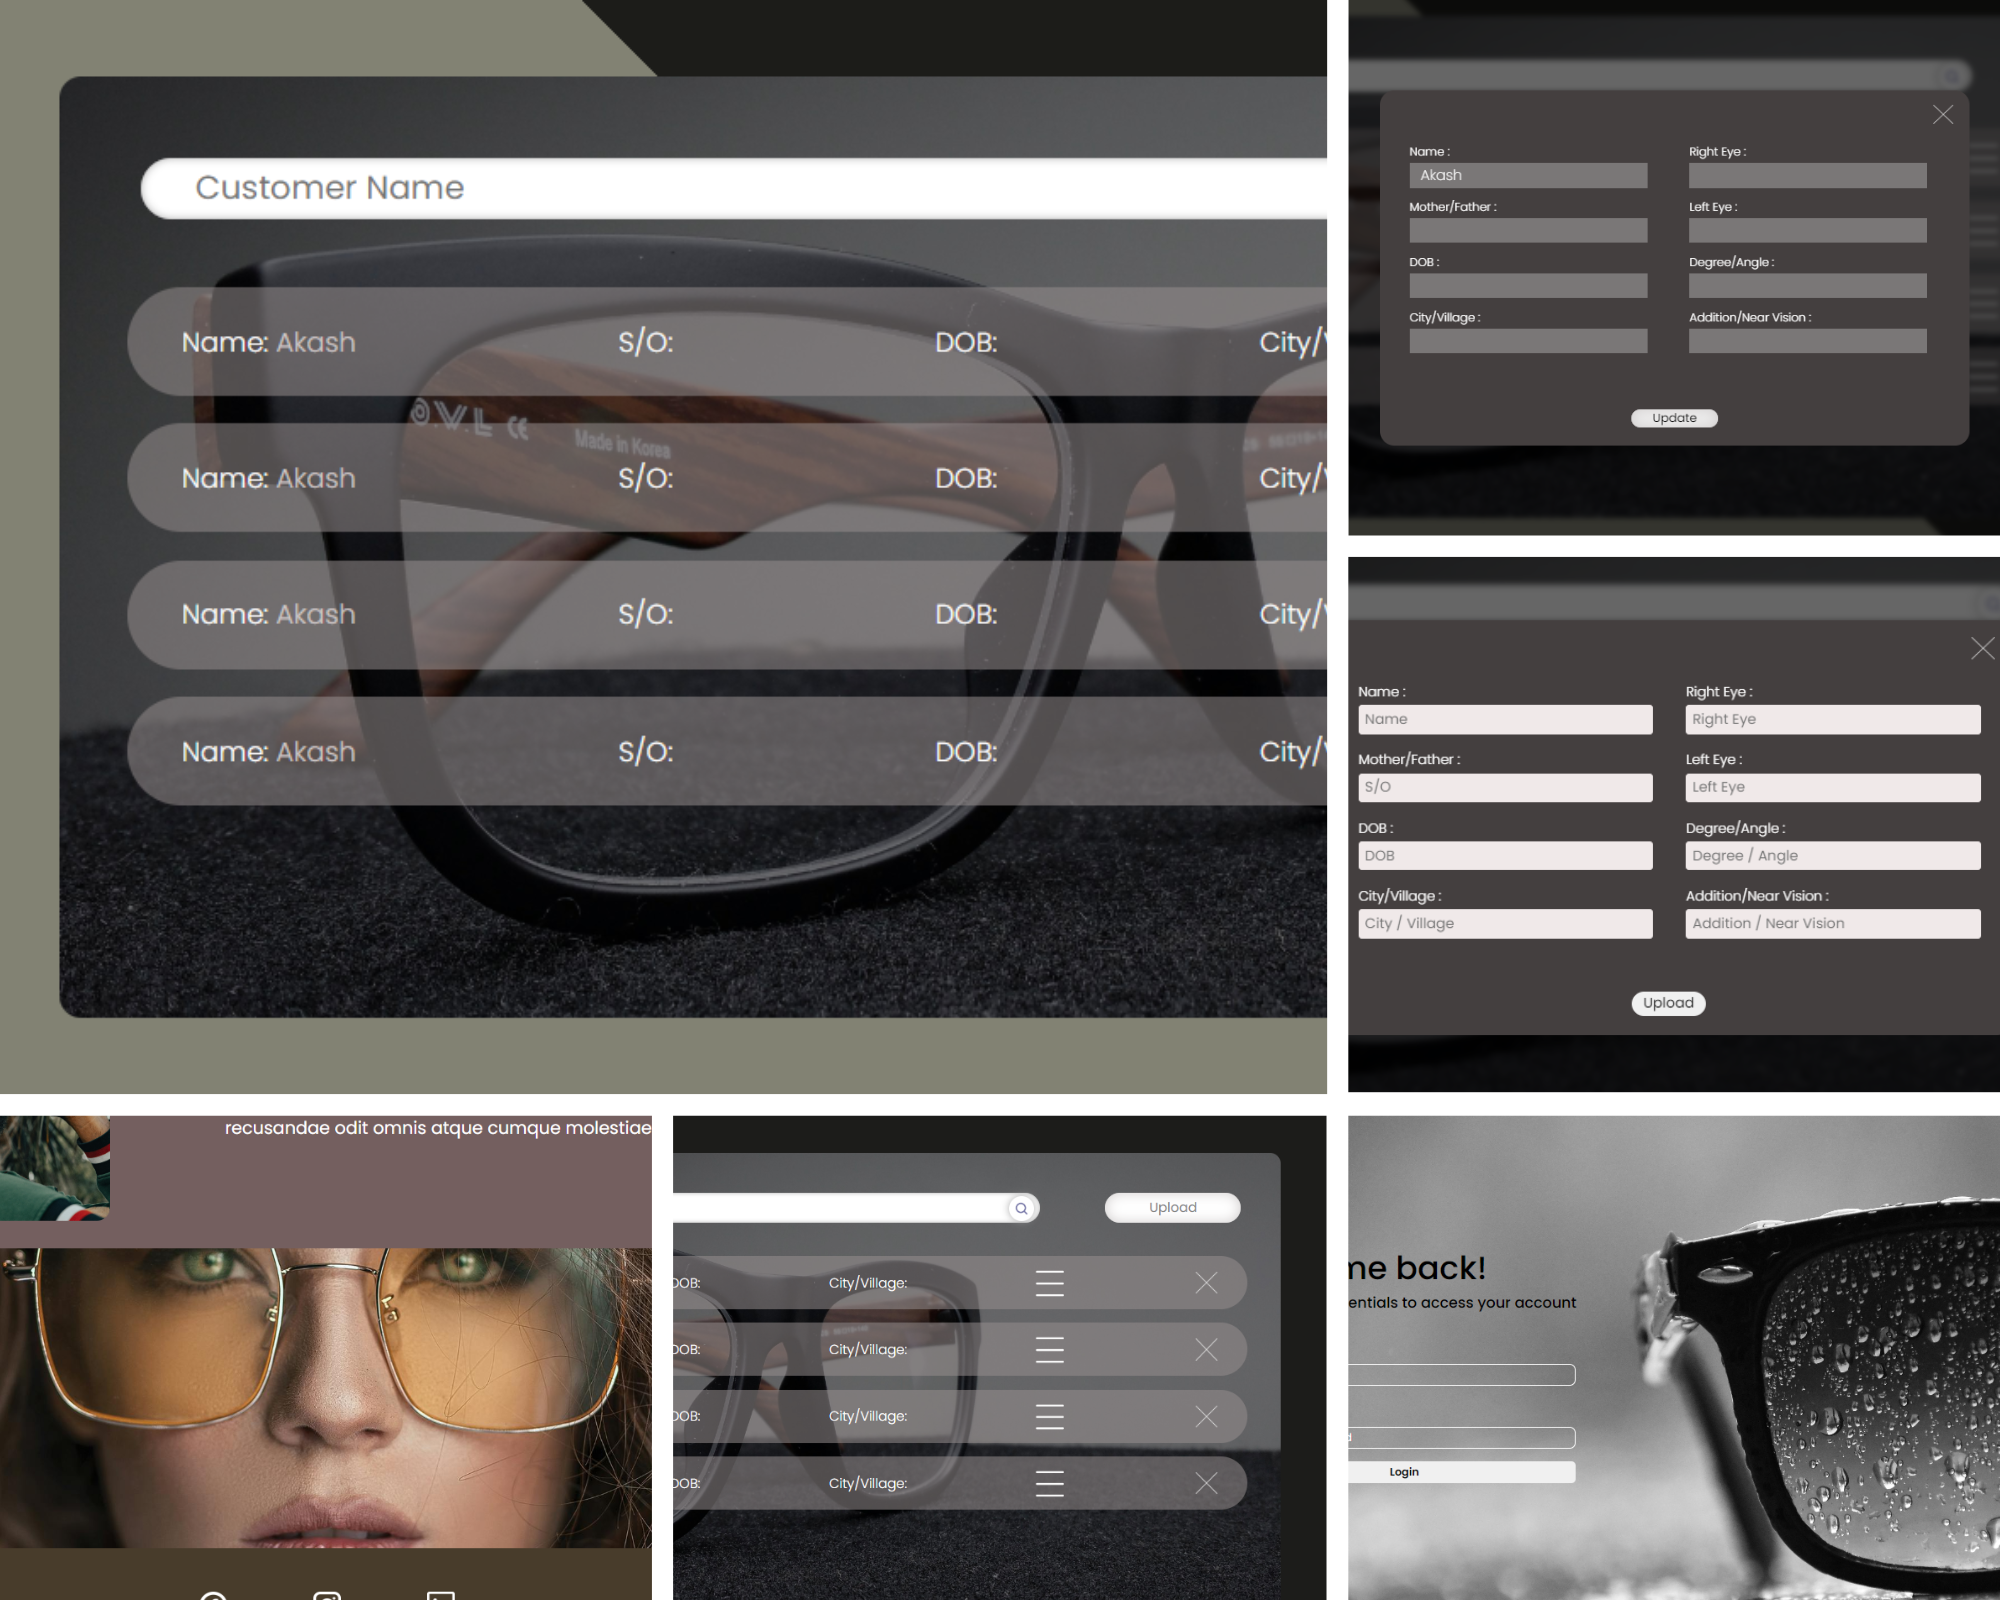 Customer Name
Name: Akash S/O: DOB: City/
O.W.L CE
Made in Korea
Name: Akash S/O: DOB: City/
Name: Akash S/O: DOB: City/
Name: Akash S/O: DOB: City/
Name : Right Eye :
Akash
Mother/Father : Left Eye :
DOB : Degree/Angle :
City/Village : Addition/Near Vision :
Update
Name : Right Eye :
Name Right Eye
Mother/Father : Left Eye :
S/O Left Eye
DOB : Degree/Angle :
DOB Degree / Angle
City/Village : Addition/Near Vision :
City / Village Addition / Near Vision
Upload
recusandae odit omnis atque cumque molestiae
Upload
DOB: City/Village:
DOB: City/Village:
DOB: City/Village:
DOB: City/Village:
me back!
entials to access your account
Login